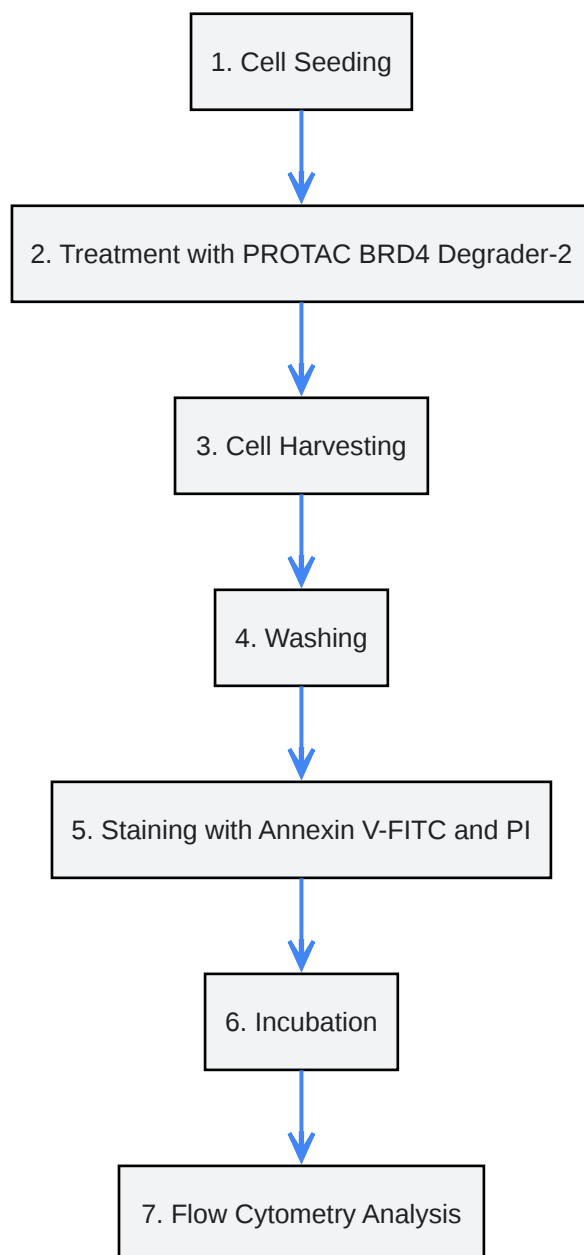 1. Cell Seeding
2. Treatment with PROTAC BRD4 Degrader-2
3. Cell Harvesting
4. Washing
5. Staining with Annexin V-FITC and PI
6. Incubation
7. Flow Cytometry Analysis